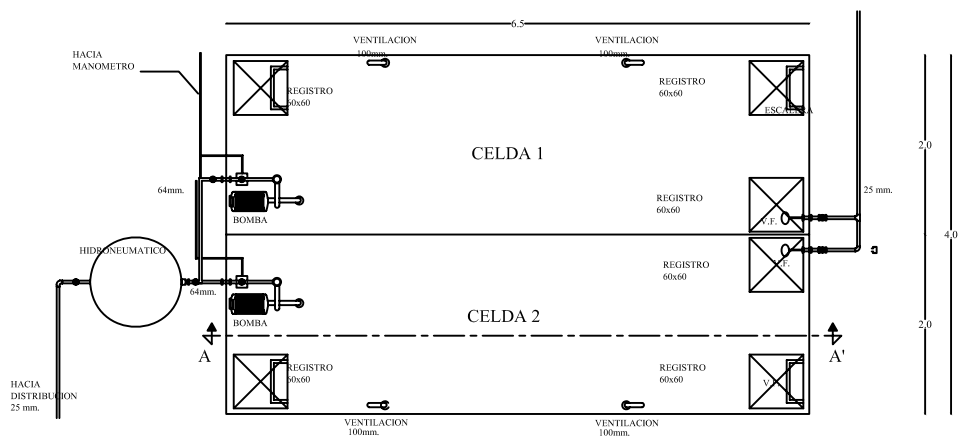 6.5
VENTILACION
100mm.
VENTILACION
100mm.
HACIA
MANOMETRO
REGISTRO
60x60
REGISTRO
60x60
ESCALERA
CELDA 1
2.0
64mm.
REGISTRO
60x60
25 mm.
BOMBA
V.F.
4.0
HIDRONEUMATICO
REGISTRO
60x60
V.F.
64mm.
BOMBA
CELDA 2
2.0
A
A'
REGISTRO
60x60
REGISTRO
60x60
HACIA
DISTRIBUCION
25 mm.
VENTILACION
100mm.
VENTILACION
100mm.